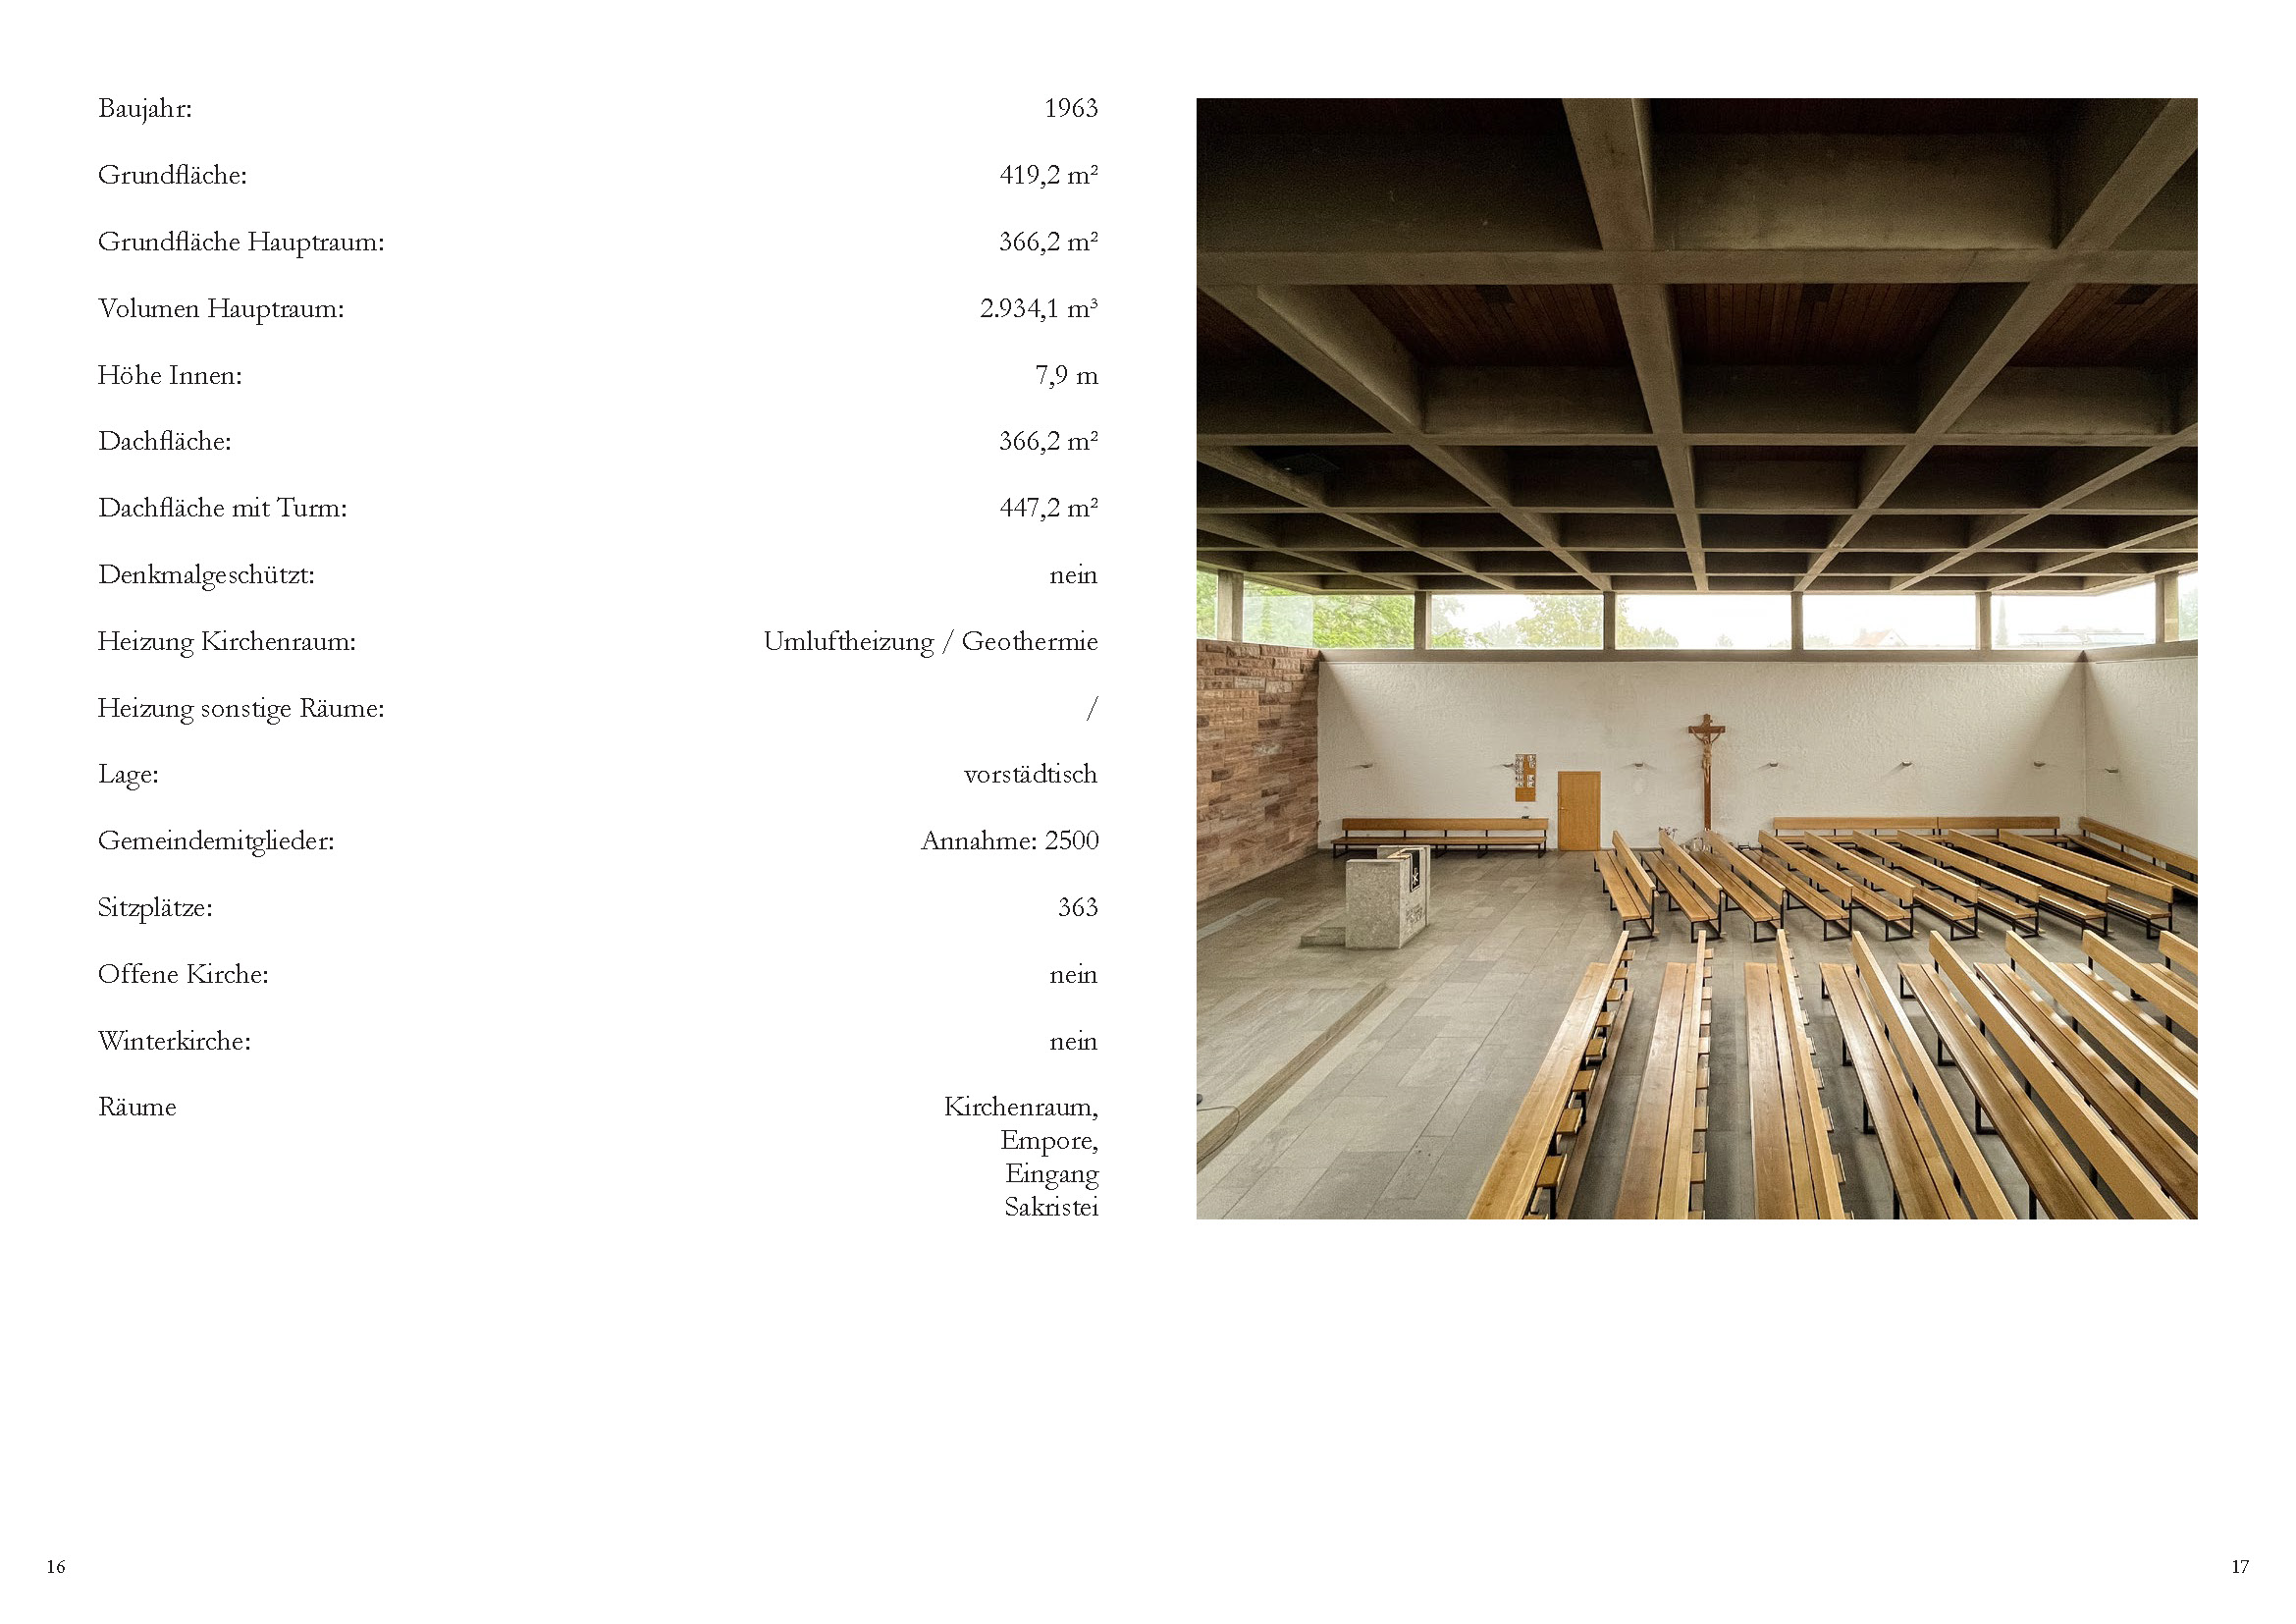 Baujahr: 1963
Grundfläche: 419,2 m²
Grundfläche Hauptraum: 366,2 m²
Volumen Hauptraum: 2.934,1 m³
Höhe Innen: 7,9 m
Dachfläche: 366,2 m²
Dachfläche mit Turm: 447,2 m²
Denkmalgeschützt: nein
Heizung Kirchenraum: Umluftheizung / Geothermie
Heizung sonstige Räume: /
Lage: vorstädtisch
Gemeindemitglieder: Annahme: 2500
Sitzplätze: 363
Offene Kirche: nein
Winterkirche: nein
Räume Kirchenraum,
Empore,
Eingang
Sakristei
16
17